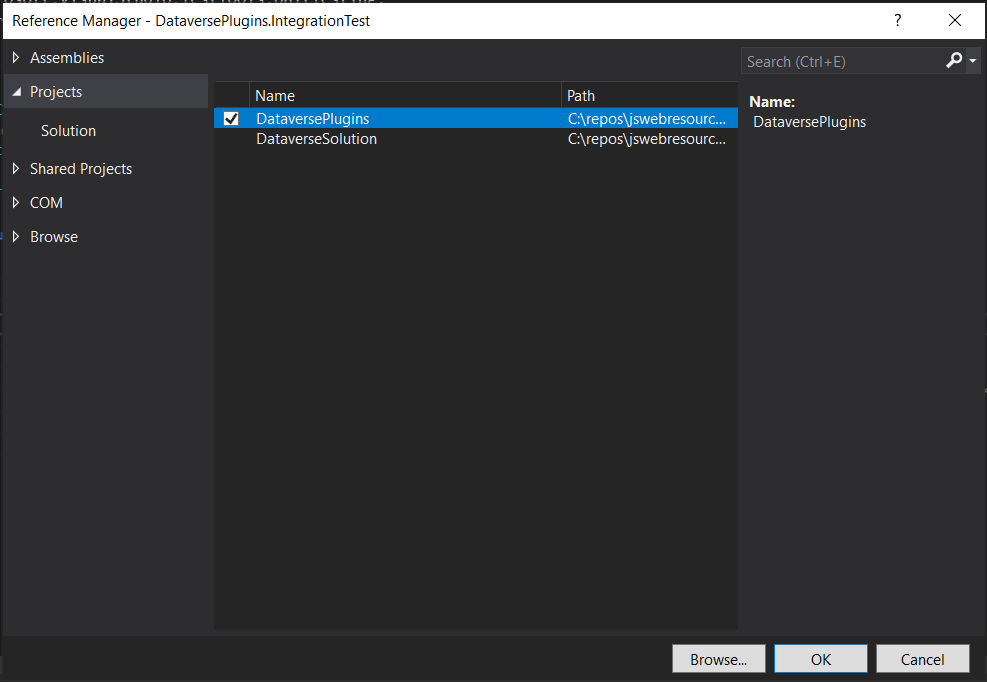 Reference Manager - DataversePlugins.IntegrationTest ?
Assemblies
Projects
Solution
Shared Projects
COM
Browse
Name Path
DataversePlugins C:\repos\jswebresourc...
DataverseSolution C:\repos\jswebresourc...
Search (Ctrl+E)
Name:
DataversePlugins
Browse... OK Cancel